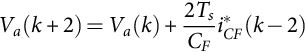 $V_a(k+2) = V_a(k) + \frac{2T_s}{C_F} i^*_{CF}(k-2)$